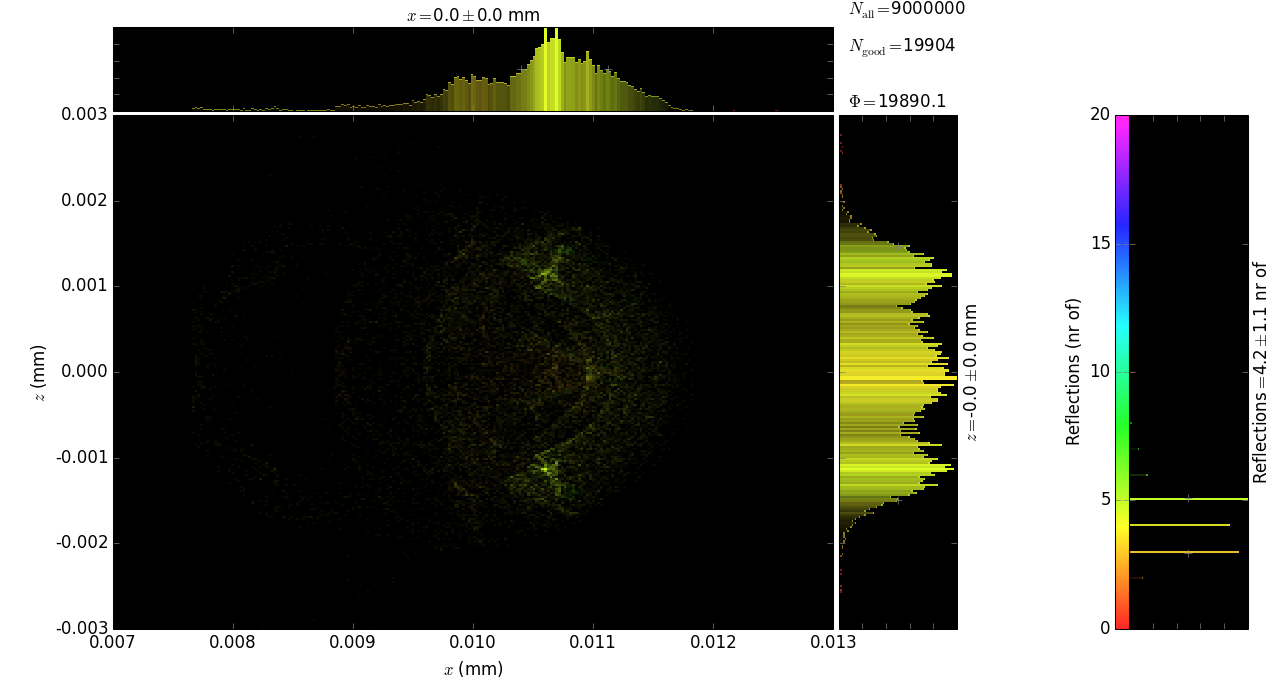 x = 0.0 ± 0.0 mm
N_all = 9000000
N_good = 19904
Φ = 19890.1
0.003
0.002
0.001
0.000
-0.001
-0.002
-0.003
z (mm)
0.007
0.008
0.009
0.010
0.011
0.012
0.013
x (mm)
z = -0.0 ± 0.0 mm
20
15
10
5
0
Reflections (nr of)
Reflections = 4.2 ± 1.1 nr of